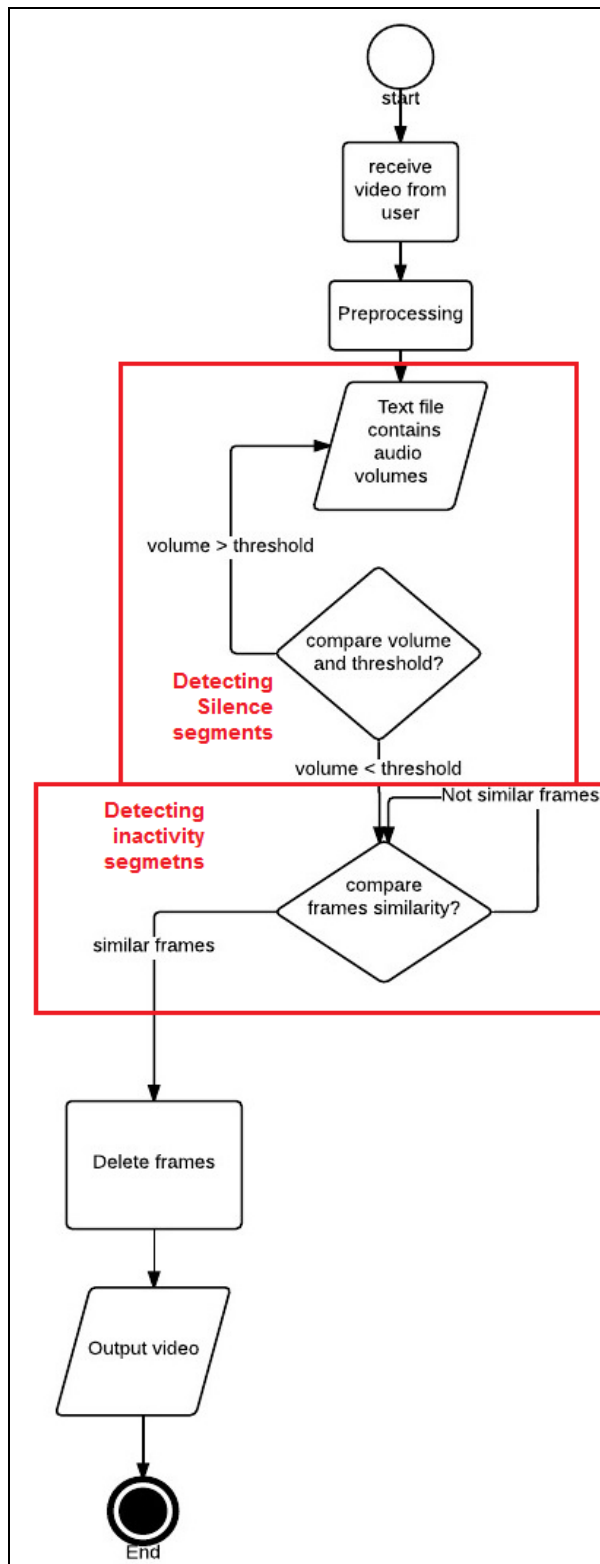 start
receive
video from
user
Preprocessing
Text file
contains
audio
volumes
volume > threshold
compare volume
and threshold?
Detecting
Silence
segments
volume < threshold
Detecting
inactivity
segmetns
Not similar frames
compare
frames similarity?
similar frames
Delete frames
Output video
End